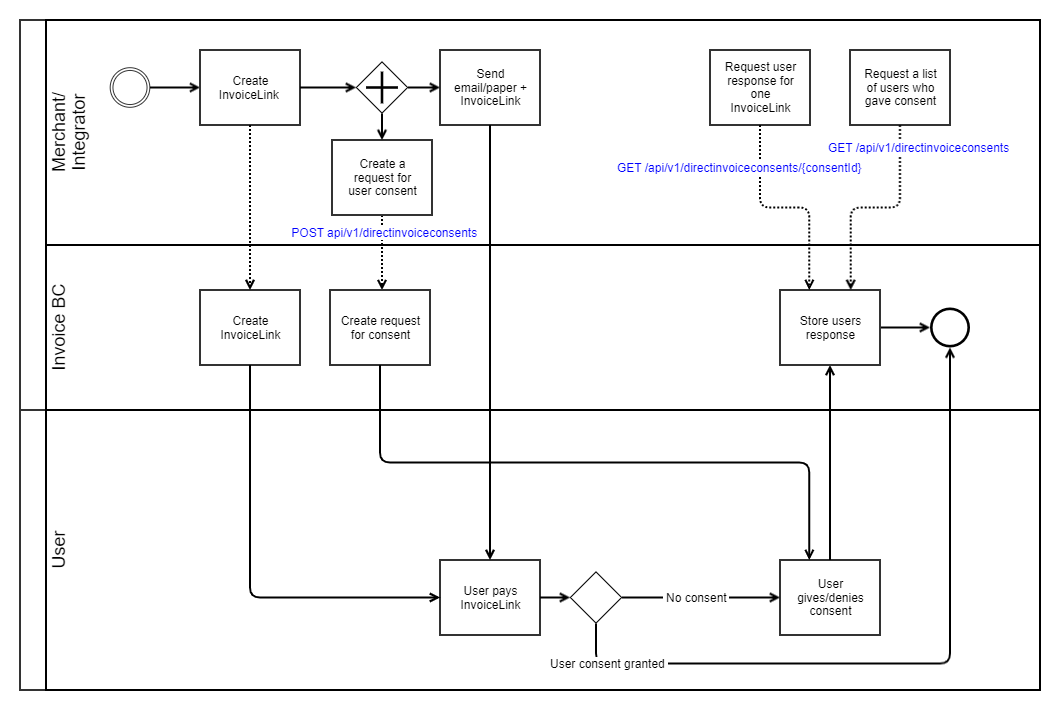 Merchant/
Integrator
Create
InvoiceLink
Send
email/paper +
InvoiceLink
Request user
response for
one
InvoiceLink
Request a list
of users who
gave consent
GET /api/v1/directinvoiceconsents
GET /api/v1/directinvoiceconsents/{consentId}
Create a
request for
user consent
POST api/v1/directinvoiceconsents
Invoice BC
Create
InvoiceLink
Create request
for consent
Store users
response
User
User pays
InvoiceLink
No consent
User
gives/denies
consent
User consent granted